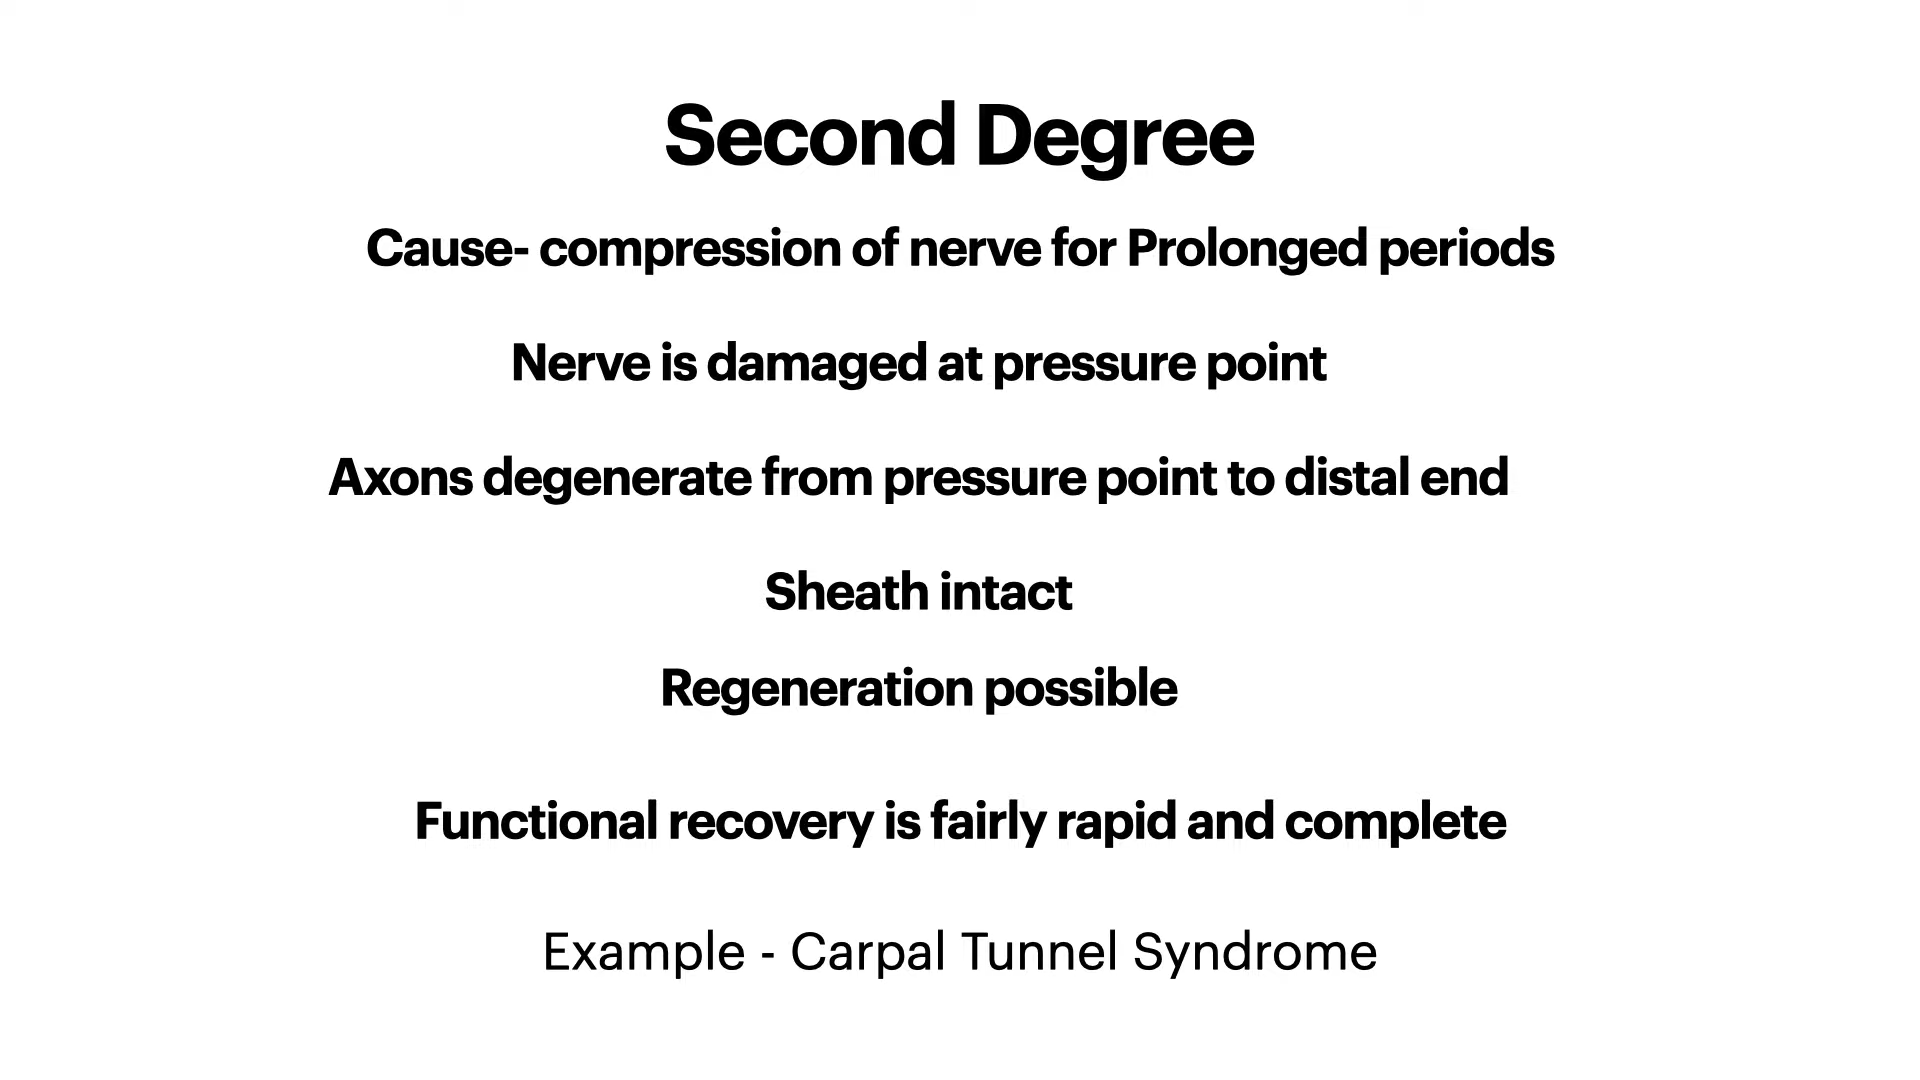 Second Degree
Cause- compression of nerve for Prolonged periods
Nerve is damaged at pressure point
Axons degenerate from pressure point to distal end
Sheath intact
Regeneration possible
Functional recovery is fairly rapid and complete
Example - Carpal Tunnel Syndrome